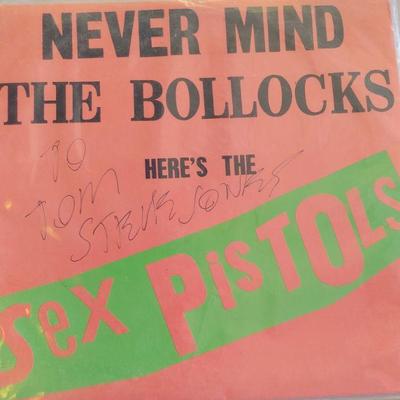 NEVER MIND
THE BOLLOCKS
HERE'S THE
TO
TOM
STEVE JONES
Sex PiSTOLS